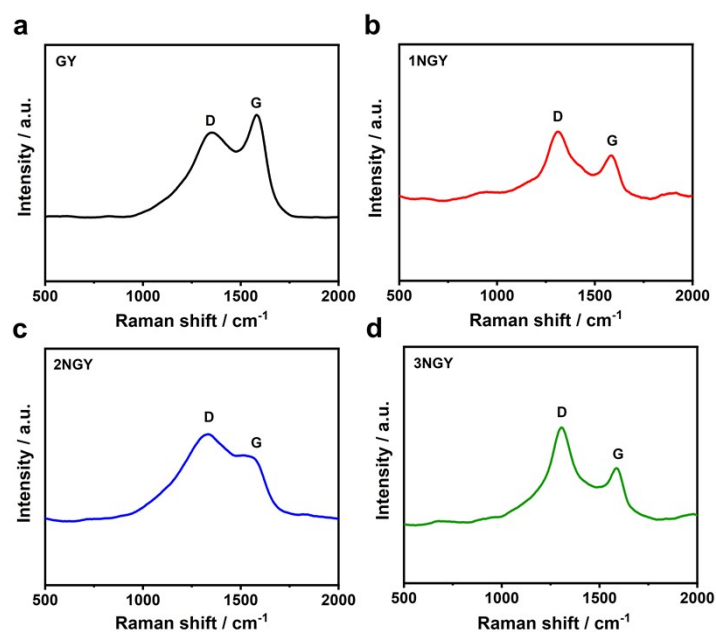 a
GY
D
G
Intensity / a.u.
500 1000 1500 2000
Raman shift / cm⁻¹
b
1NGY
D
G
Intensity / a.u.
500 1000 1500 2000
Raman shift / cm⁻¹
c
2NGY
D
G
Intensity / a.u.
500 1000 1500 2000
Raman shift / cm⁻¹
d
3NGY
D
G
Intensity / a.u.
500 1000 1500 2000
Raman shift / cm⁻¹